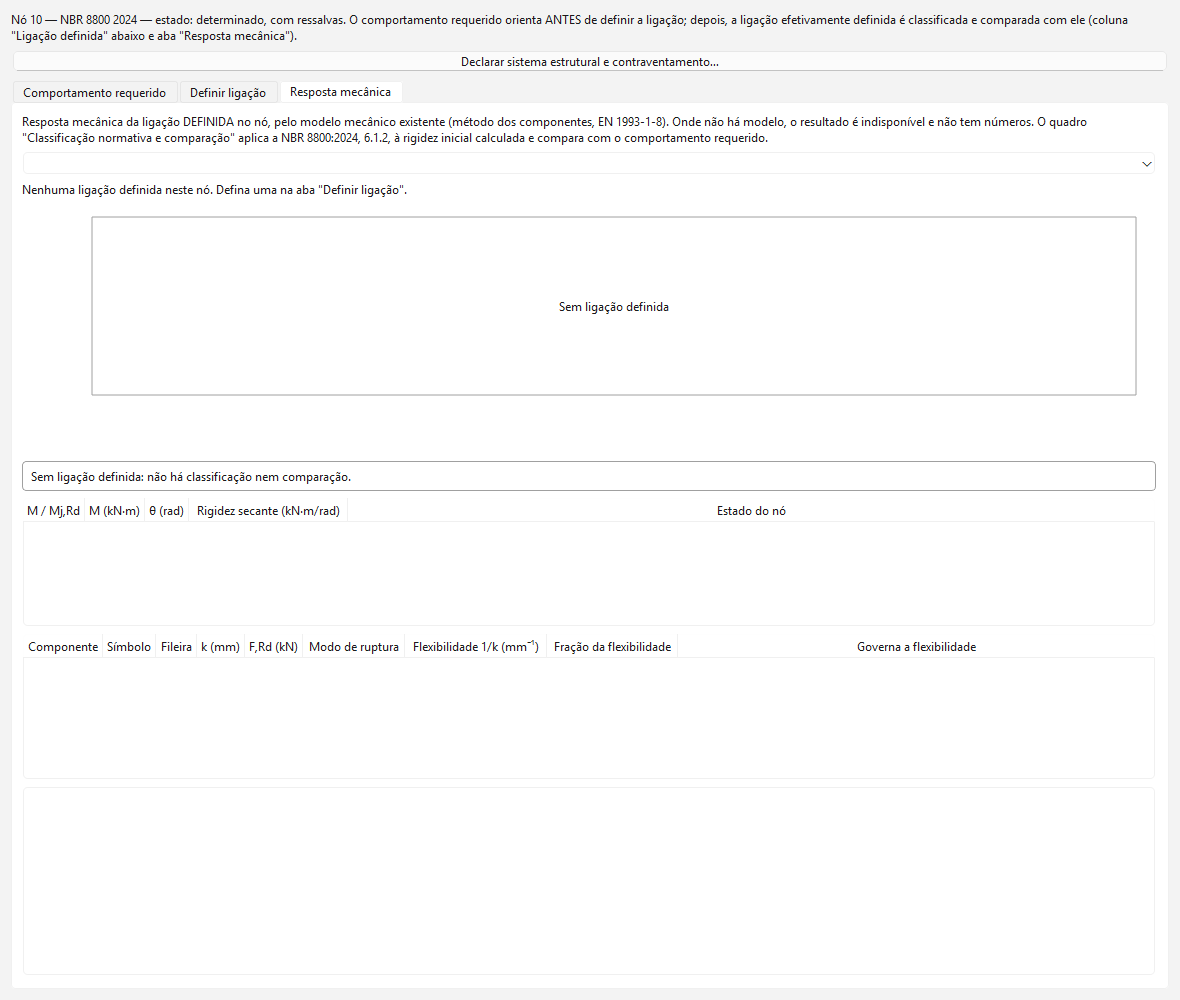 Nó 10 — NBR 8800 2024 — estado: determinado, com ressalvas. O comportamento requerido orienta ANTES de definir a ligação; depois, a ligação efetivamente definida é classificada e comparada com ele (coluna
"Ligação definida" abaixo e aba "Resposta mecânica").
Declarar sistema estrutural e contraventamento...
Comportamento requerido
Definir ligação
Resposta mecânica
Resposta mecânica da ligação DEFINIDA no nó, pelo modelo mecânico existente (método dos componentes, EN 1993-1-8). Onde não há modelo, o resultado é indisponível e não tem números. O quadro
"Classificação normativa e comparação" aplica a NBR 8800:2024, 6.1.2, à rigidez inicial calculada e compara com o comportamento requerido.
Nenhuma ligação definida neste nó. Defina uma na aba "Definir ligação".
Sem ligação definida
Sem ligação definida: não há classificação nem comparação.
M / Mj,Rd M (kN·m) θ (rad) Rigidez secante (kN·m/rad) Estado do nó
Componente Símbolo Fileira k (mm) F,Rd (kN) Modo de ruptura Flexibilidade 1/k (mm⁻¹) Fração da flexibilidade Governa a flexibilidade